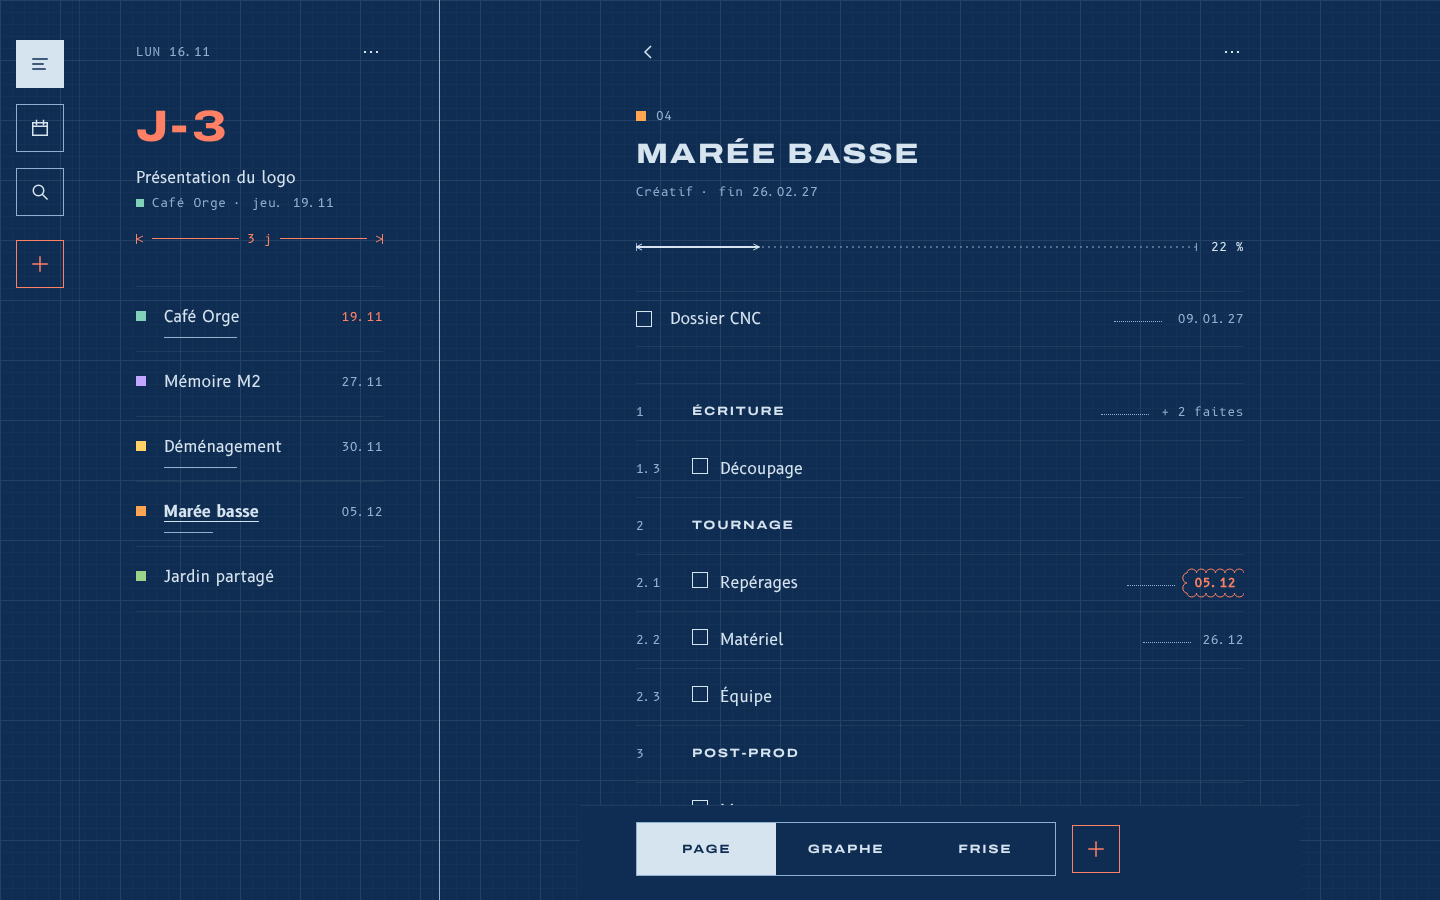 LUN 16.11
J-3
Présentation du logo
Café Orge · jeu. 19.11
3 j
Café Orge 19.11
Mémoire M2 27.11
Déménagement 30.11
Marée basse 05.12
Jardin partagé
04
MARÉE BASSE
Créatif · fin 26.02.27
22 %
Dossier CNC 09.01.27
1 ÉCRITURE + 2 faites
1.3 Découpage
2 TOURNAGE
2.1 Repérages 05.12
2.2 Matériel 26.12
2.3 Équipe
3 POST-PROD
PAGE GRAPHE FRISE